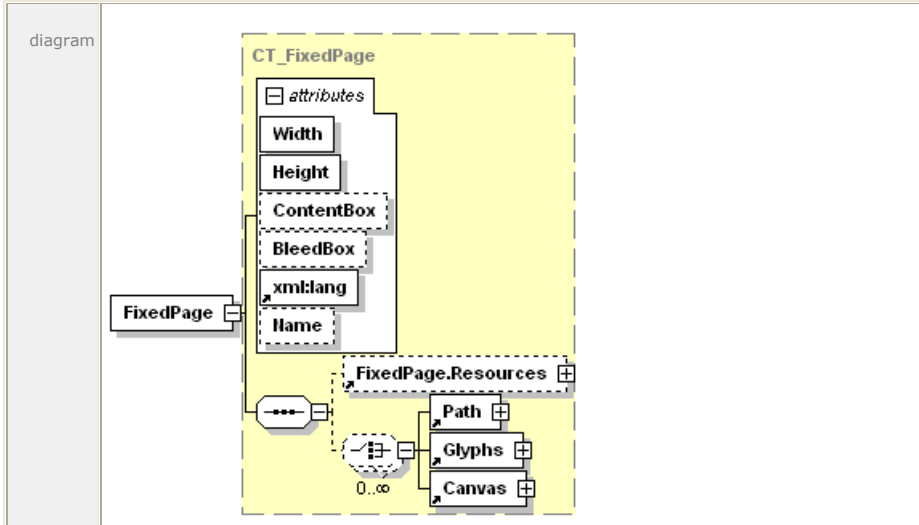 diagram
CT_FixedPage
attributes
Width
Height
ContentBox
BleedBox
xml:lang
Name
FixedPage
FixedPage.Resources
Path
Glyphs
Canvas
0..∞